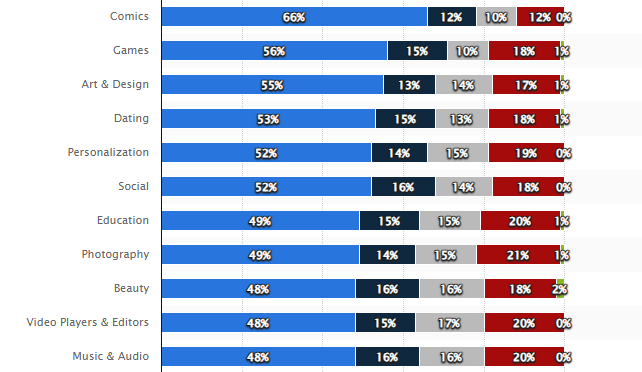 Comics 66% 12% 10% 12% 0%
Games 56% 15% 10% 18% 1%
Art & Design 55% 13% 14% 17% 1%
Dating 53% 15% 13% 18% 1%
Personalization 52% 14% 15% 19% 0%
Social 52% 16% 14% 18% 0%
Education 49% 15% 15% 20% 1%
Photography 49% 14% 15% 21% 1%
Beauty 48% 16% 16% 18% 2%
Video Players & Editors 48% 15% 17% 20% 0%
Music & Audio 48% 16% 16% 20% 0%